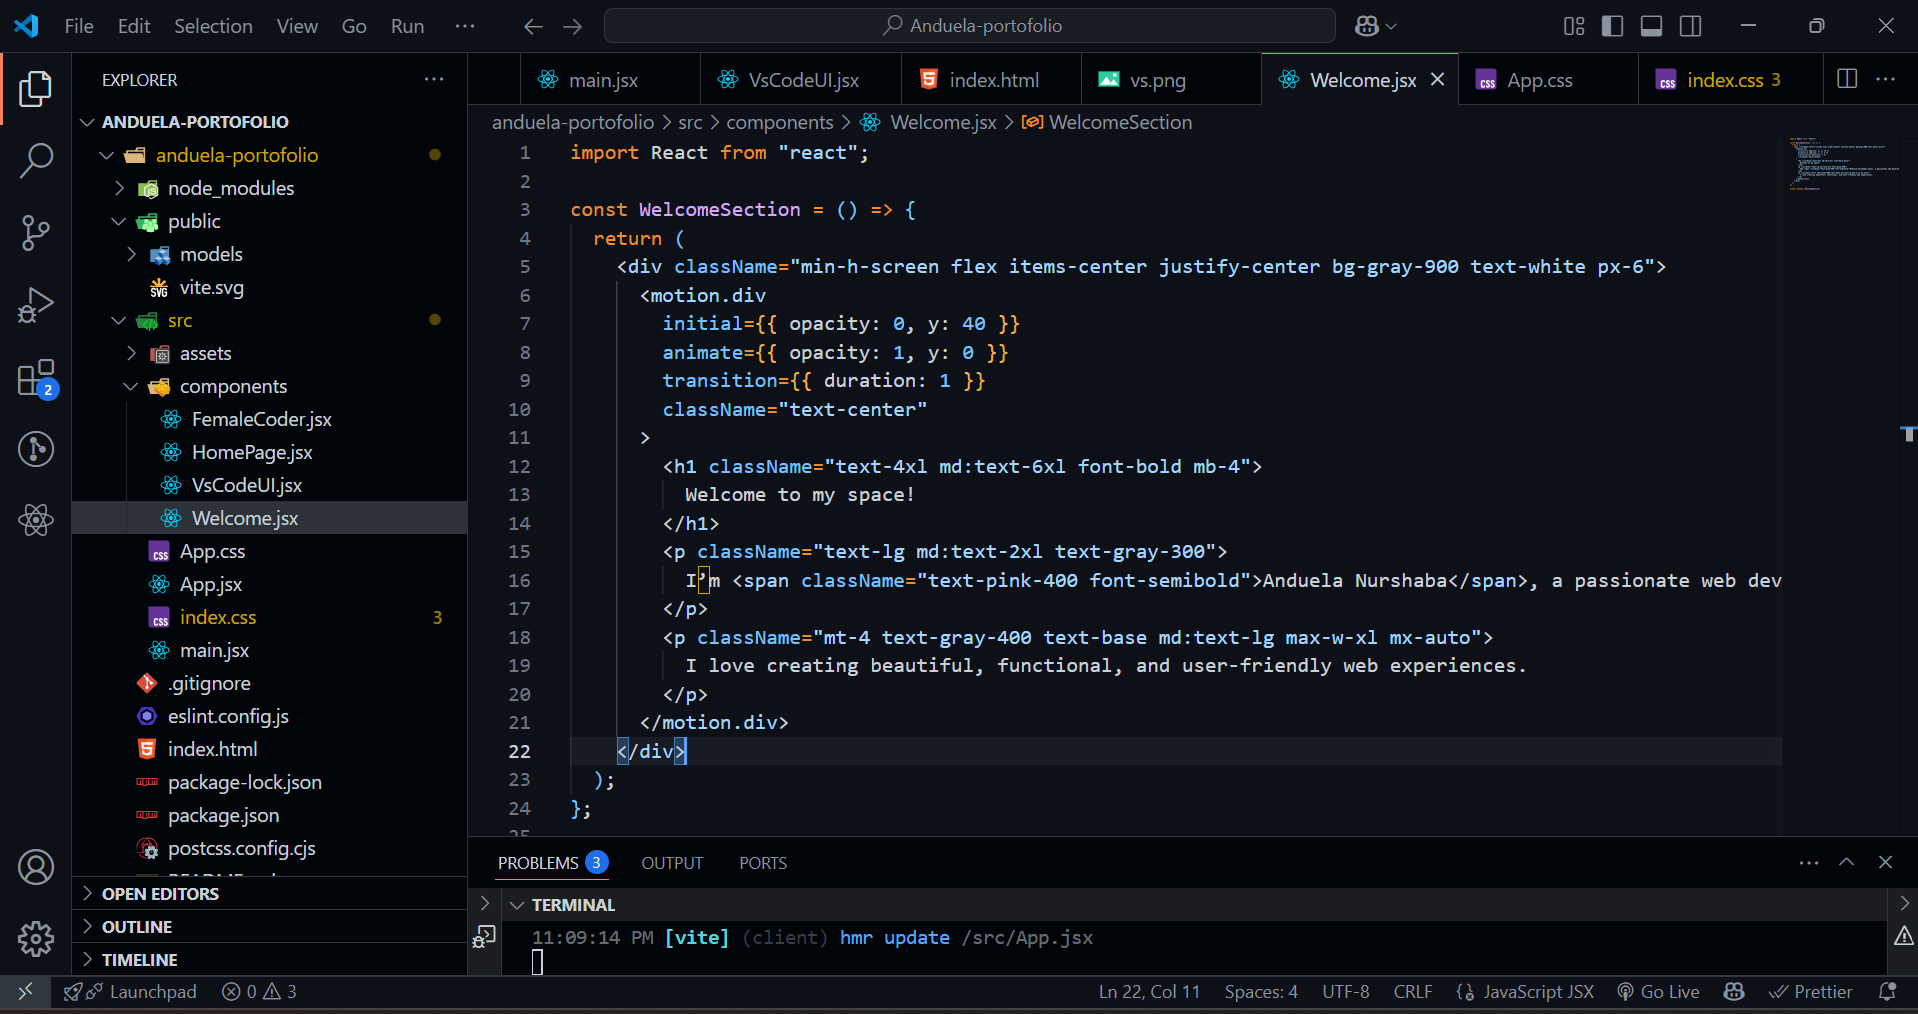 File Edit Selection View Go Run ··· Anduela-portofolio
EXPLORER
ANDUELA-PORTOFOLIO
anduela-portofolio
node_modules
public
models
vite.svg
src
assets
components
FemaleCoder.jsx
HomePage.jsx
VsCodeUI.jsx
Welcome.jsx
App.css
App.jsx
index.css 3
main.jsx
.gitignore
eslint.config.js
index.html
package-lock.json
package.json
postcss.config.cjs
OPEN EDITORS
OUTLINE
TIMELINE
2
main.jsx VsCodeUI.jsx index.html vs.png Welcome.jsx App.css index.css 3
anduela-portofolio > src > components > Welcome.jsx > WelcomeSection
1 import React from "react";
2
3 const WelcomeSection = () => {
4 return (
5 <div className="min-h-screen flex items-center justify-center bg-gray-900 text-white px-6">
6 <motion.div
7 initial={{ opacity: 0, y: 40 }}
8 animate={{ opacity: 1, y: 0 }}
9 transition={{ duration: 1 }}
10 className="text-center"
11 >
12 <h1 className="text-4xl md:text-6xl font-bold mb-4">
13 Welcome to my space!
14 </h1>
15 <p className="text-lg md:text-2xl text-gray-300">
16 I’m <span className="text-pink-400 font-semibold">Anduela Nurshaba</span>, a passionate web dev
17 </p>
18 <p className="mt-4 text-gray-400 text-base md:text-lg max-w-xl mx-auto">
19 I love creating beautiful, functional, and user-friendly web experiences.
20 </p>
21 </motion.div>
22 </div>
23 );
24 };
PROBLEMS 3 OUTPUT PORTS
TERMINAL
11:09:14 PM [vite] (client) hmr update /src/App.jsx
Launchpad 0 3 Ln 22, Col 11 Spaces: 4 UTF-8 CRLF {} JavaScript JSX Go Live Prettier